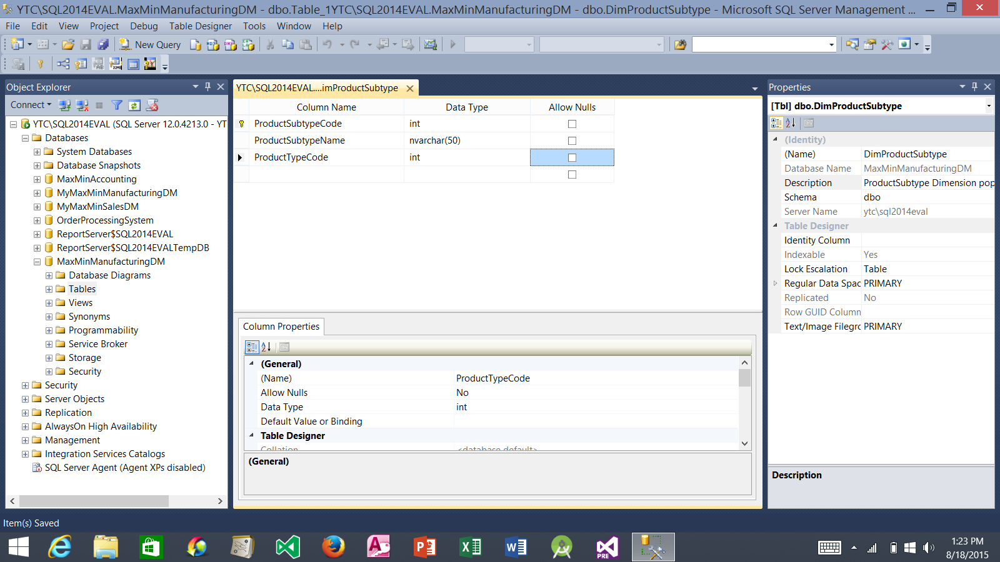 YTC\SQL2014EVAL.MaxMinManufacturingDM - dbo.Table_1YTC\SQL2014EVAL.MaxMinManufacturingDM - dbo.DimProductSubtype - Microsoft SQL Server Management ...
File Edit View Project Debug Table Designer Tools Window Help
New Query
Object Explorer
Connect
YTC\SQL2014EVAL (SQL Server 12.0.4213.0 - YT
Databases
System Databases
Database Snapshots
MaxMinAccounting
MyMaxMinManufacturingDM
MyMaxMinSalesDM
OrderProcessingSystem
ReportServer$SQL2014EVAL
ReportServer$SQL2014EVALTempDB
MaxMinManufacturingDM
Database Diagrams
Tables
Views
Synonyms
Programmability
Service Broker
Storage
Security
Security
Server Objects
Replication
AlwaysOn High Availability
Management
Integration Services Catalogs
SQL Server Agent (Agent XPs disabled)
YTC\SQL2014EVAL....imProductSubtype
Column Name Data Type Allow Nulls
ProductSubtypeCode int
ProductSubtypeName nvarchar(50)
ProductTypeCode int
Column Properties
(General)
(Name) ProductTypeCode
Allow Nulls No
Data Type int
Default Value or Binding
Table Designer
Collation <database default>
(General)
Properties
[Tbl] dbo.DimProductSubtype
(Identity)
(Name) DimProductSubtype
Database Name MaxMinManufacturingDM
Description ProductSubtype Dimension pop
Schema dbo
Server Name ytc\sql2014eval
Table Designer
Identity Column
Indexable Yes
Lock Escalation Table
Regular Data Spac PRIMARY
Replicated No
Row GUID Column
Text/Image Filegro PRIMARY
Description
Item(s) Saved
PRE
1:23 PM
8/18/2015